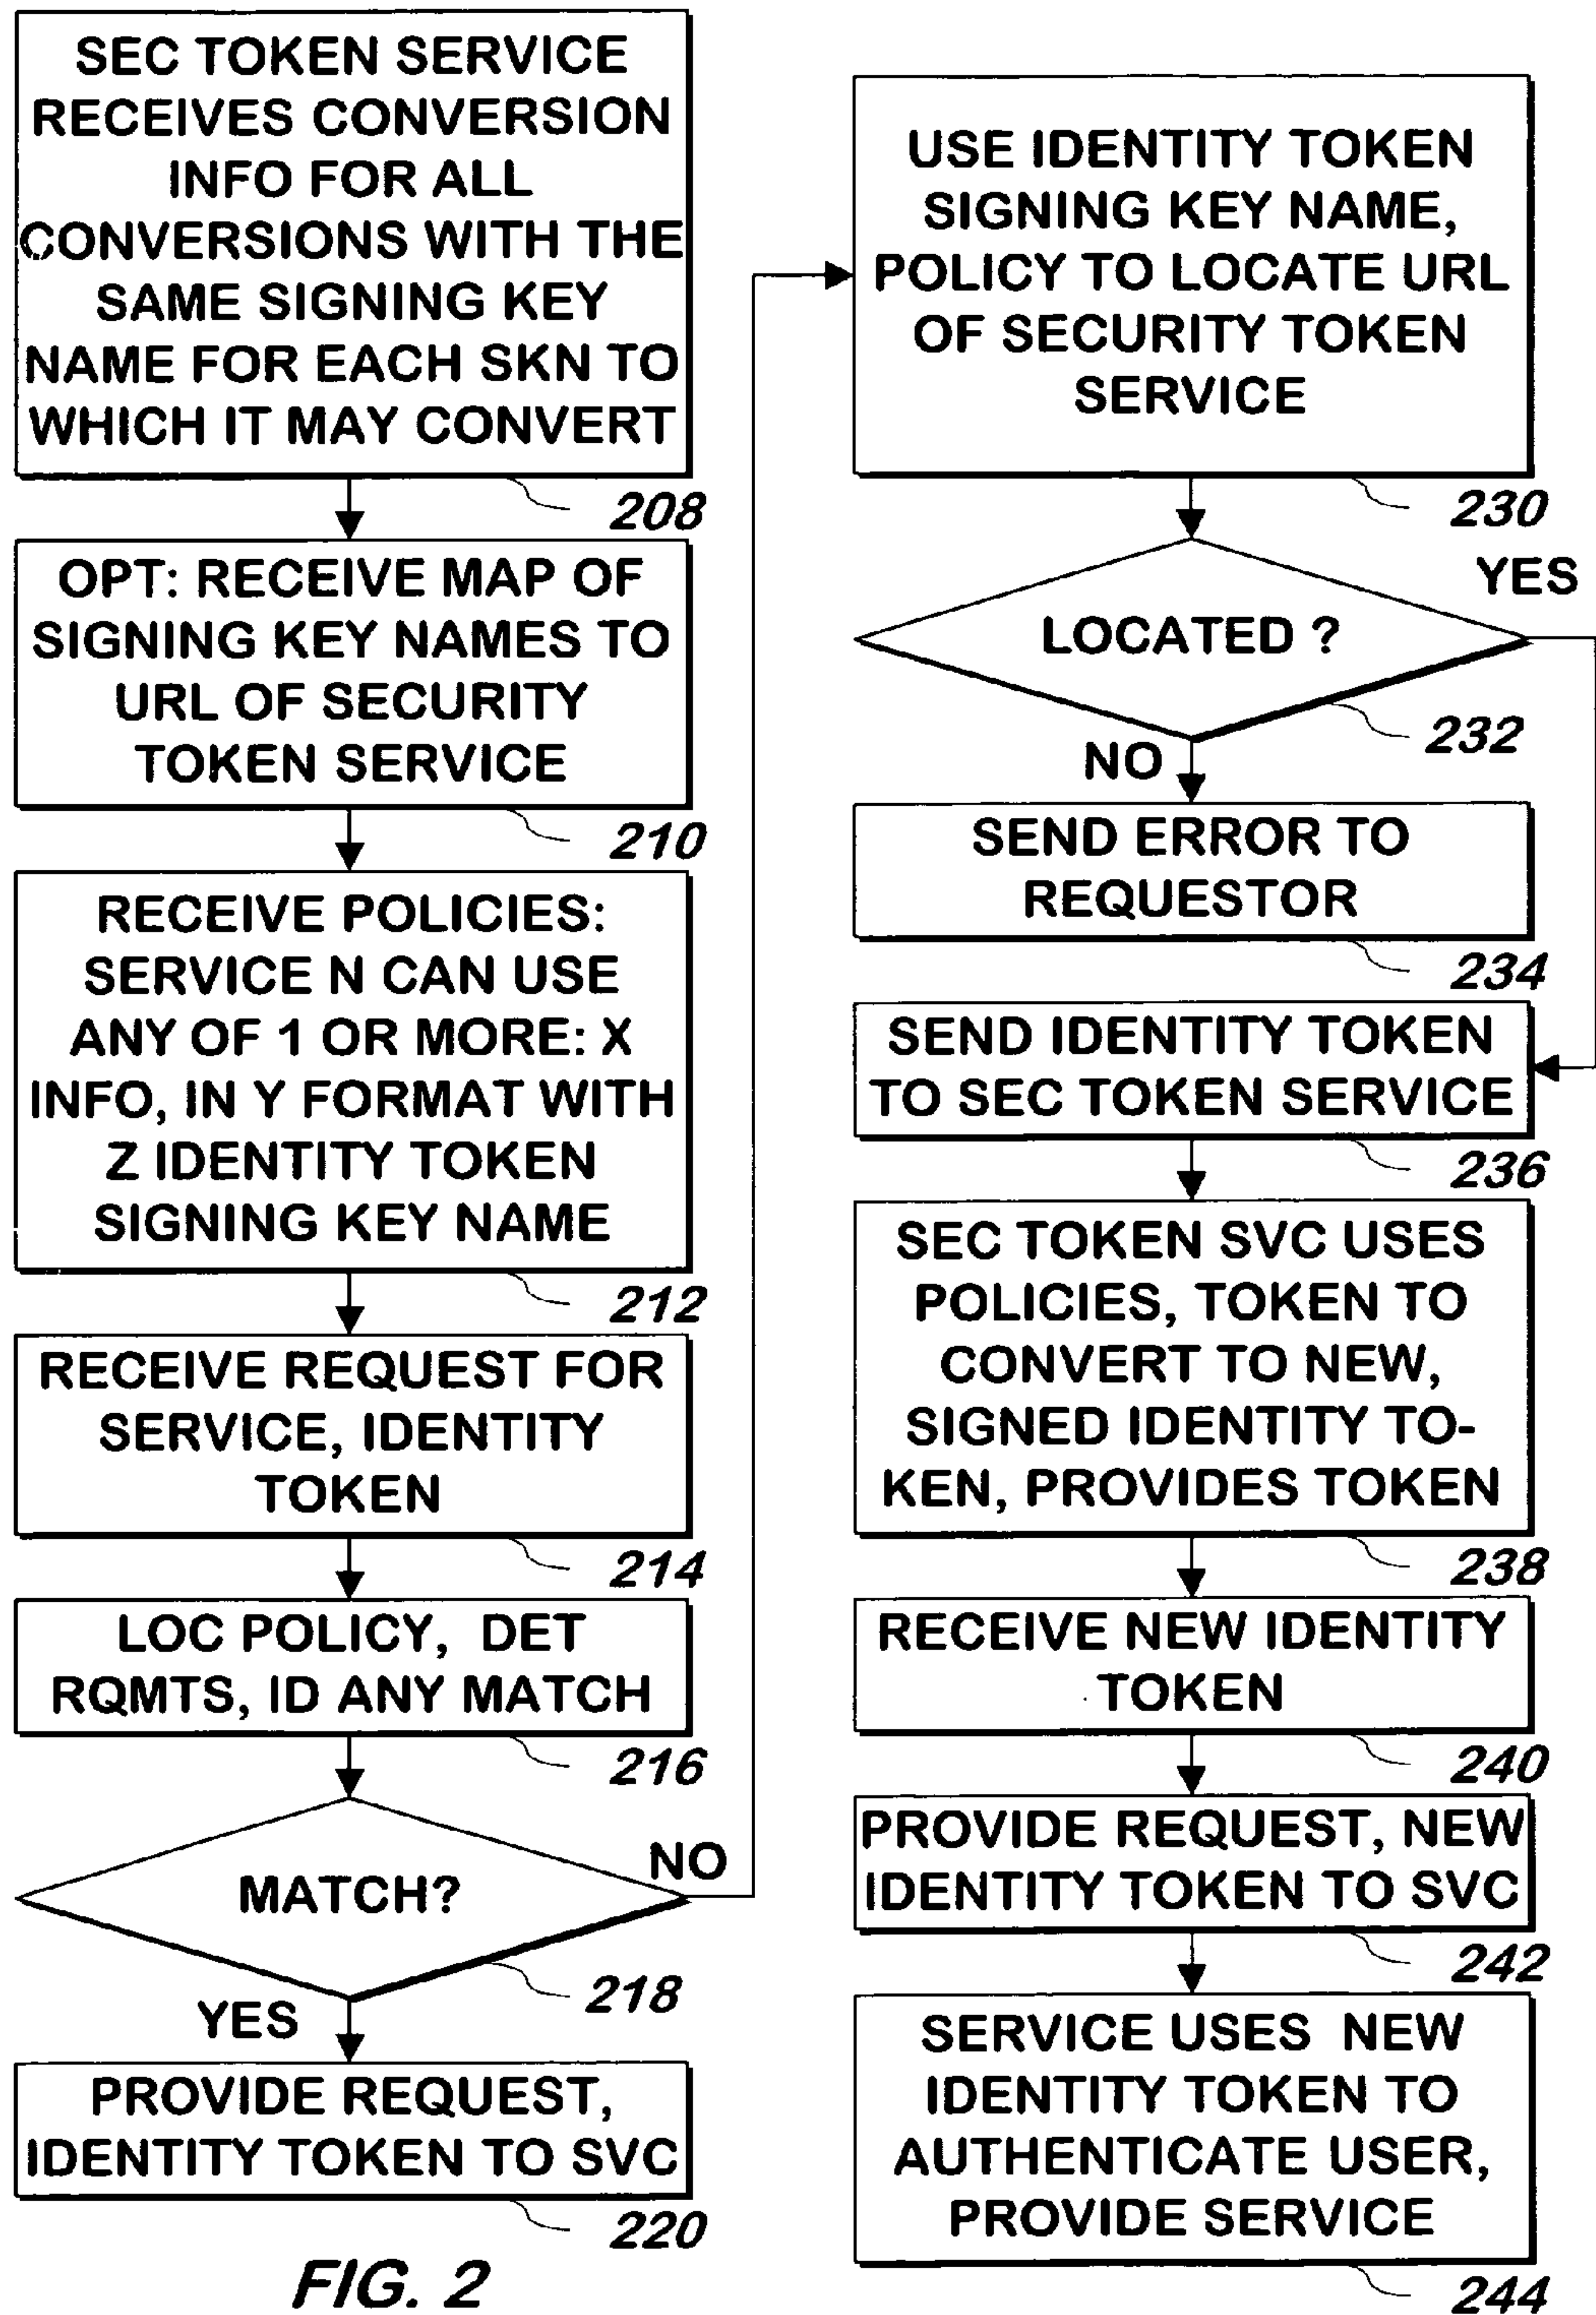 SEC TOKEN SERVICE
RECEIVES CONVERSION
INFO FOR ALL
CONVERSIONS WITH THE
SAME SIGNING KEY
NAME FOR EACH SKN TO
WHICH IT MAY CONVERT
208
OPT: RECEIVE MAP OF
SIGNING KEY NAMES TO
URL OF SECURITY
TOKEN SERVICE
210
RECEIVE POLICIES:
SERVICE N CAN USE
ANY OF 1 OR MORE: X
INFO, IN Y FORMAT WITH
Z IDENTITY TOKEN
SIGNING KEY NAME
212
RECEIVE REQUEST FOR
SERVICE, IDENTITY
TOKEN
214
LOC POLICY, DET
RQMTS, ID ANY MATCH
216
MATCH?
NO
218
YES
PROVIDE REQUEST,
IDENTITY TOKEN TO SVC
220
USE IDENTITY TOKEN
SIGNING KEY NAME,
POLICY TO LOCATE URL
OF SECURITY TOKEN
SERVICE
230
YES
LOCATED ?
232
NO
SEND ERROR TO
REQUESTOR
234
SEND IDENTITY TOKEN
TO SEC TOKEN SERVICE
236
SEC TOKEN SVC USES
POLICIES, TOKEN TO
CONVERT TO NEW,
SIGNED IDENTITY TO-
KEN, PROVIDES TOKEN
238
RECEIVE NEW IDENTITY
TOKEN
240
PROVIDE REQUEST, NEW
IDENTITY TOKEN TO SVC
242
SERVICE USES NEW
IDENTITY TOKEN TO
AUTHENTICATE USER,
PROVIDE SERVICE
244
FIG. 2